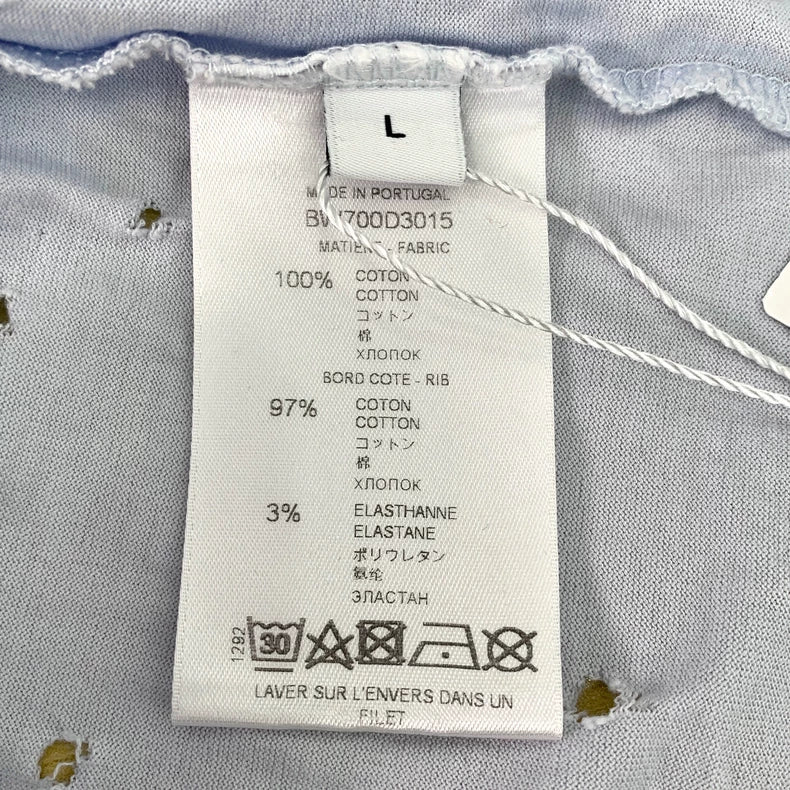 L
MADE IN PORTUGAL
BW700D3015
MATIERE - FABRIC
100% COTON
COTTON
コットン
棉
ХЛОПОК
BORD COTE - RIB
97% COTON
COTTON
コットン
棉
ХЛОПОК
3% ELASTHANNE
ELASTANE
ポリウレタン
氨纶
ЭЛАСТАН
1292
30
LAVER SUR L'ENVERS DANS UN
FILET